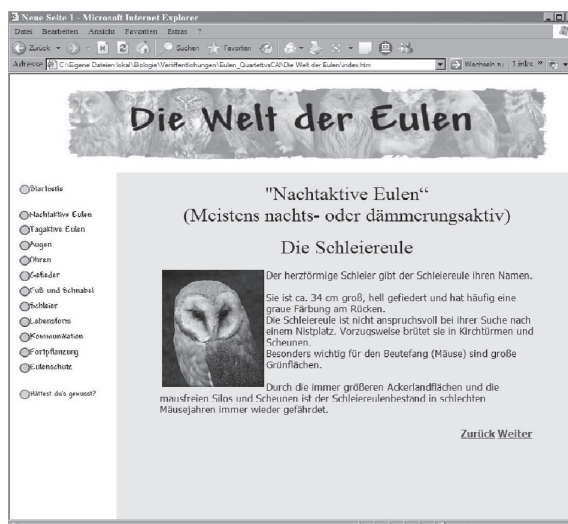 Neue Seite 1 - Microsoft Internet Explorer
Datei Bearbeiten Ansicht Favoriten Extras ?
Zurück Suchen Favoriten
Adresse C:\Eigene Dateien lokal\Biologie\Veröffentlichungen\Eulen_QuartettvsCA\Die Welt der Eulen\index.htm Wechseln zu Links »
Die Welt der Eulen
Startseite
Nachtaktive Eulen
Tagaktive Eulen
Augen
Ohren
Gefieder
Fuß und Schnabel
Schleier
Lebensform
Kommunikation
Fortpflanzung
Eulenschutz
Hättest du's gewusst?
"Nachtaktive Eulen“
(Meistens nachts- oder dämmerungsaktiv)
Die Schleiereule
Der herzförmige Schleier gibt der Schleiereule ihren Namen.
Sie ist ca. 34 cm groß, hell gefiedert und hat häufig eine
graue Färbung am Rücken.
Die Schleiereule ist nicht anspruchsvoll bei ihrer Suche nach
einem Nistplatz. Vorzugsweise brütet sie in Kirchtürmen und
Scheunen.
Besonders wichtig für den Beutefang (Mäuse) sind große
Grünflächen.
Durch die immer größeren Ackerlandflächen und die
mausfreien Silos und Scheunen ist der Schleiereulenbestand in schlechten
Mäusejahren immer wieder gefährdet.
Zurück Weiter